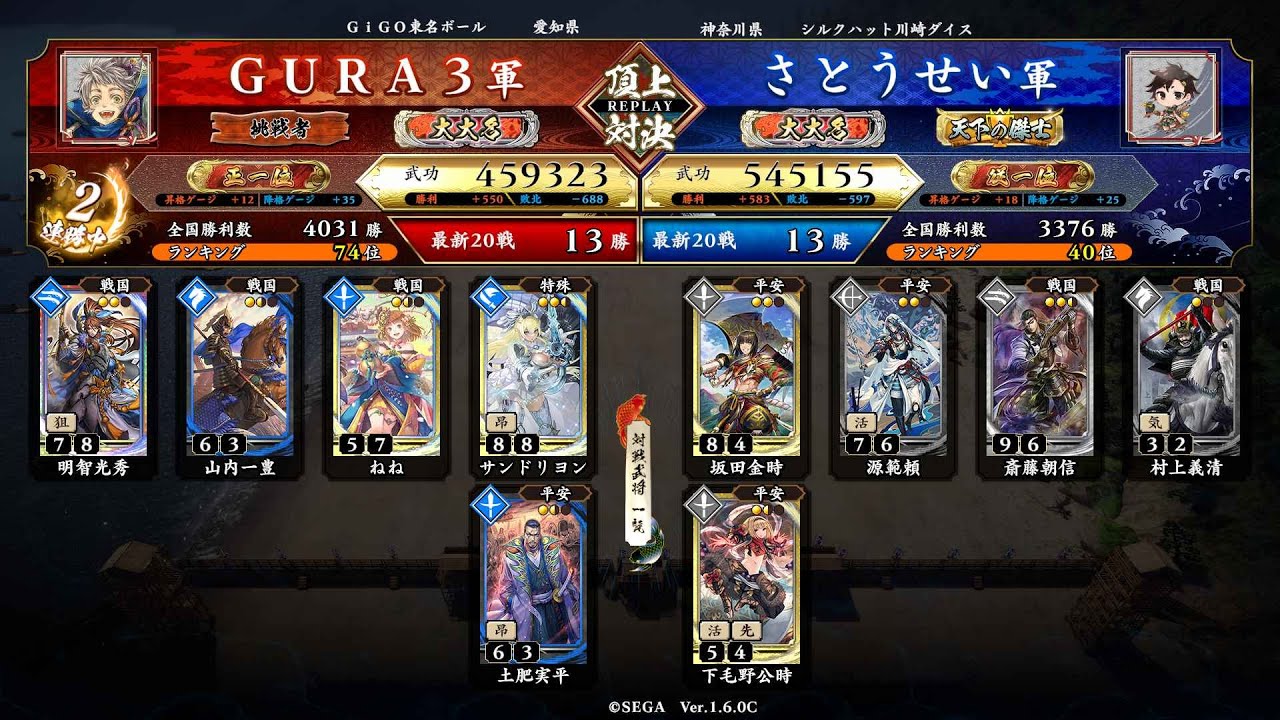 GiGO東名ボール　愛知県
神奈川県　シルクハット川崎ダイス
GURA3軍
頂上
REPLAY
対決
さとうせい軍
挑戦者
大大名
大大名
天下の傑士
正一位
昇格ゲージ +12 降格ゲージ +35
武功 459323
勝利 +550 敗北 -688
武功 545155
勝利 +583 敗北 -597
従一位
昇格ゲージ +18 降格ゲージ +25
2
連勝中
全国勝利数 4031勝
ランキング 74位
最新20戦 13勝
最新20戦 13勝
全国勝利数 3376勝
ランキング 40位
戦国
狙
7 8
明智光秀
戦国
6 3
山内一豊
戦国
5 7
ねね
特殊
昂
8 8
サンドリヨン
対戦武将一覧
平安
8 4
坂田金時
平安
活
7 6
源範頼
戦国
9 6
斎藤朝信
戦国
気
3 2
村上義清
平安
昂
6 3
土肥実平
平安
活 先
5 4
下毛野公時
©SEGA Ver.1.6.0C